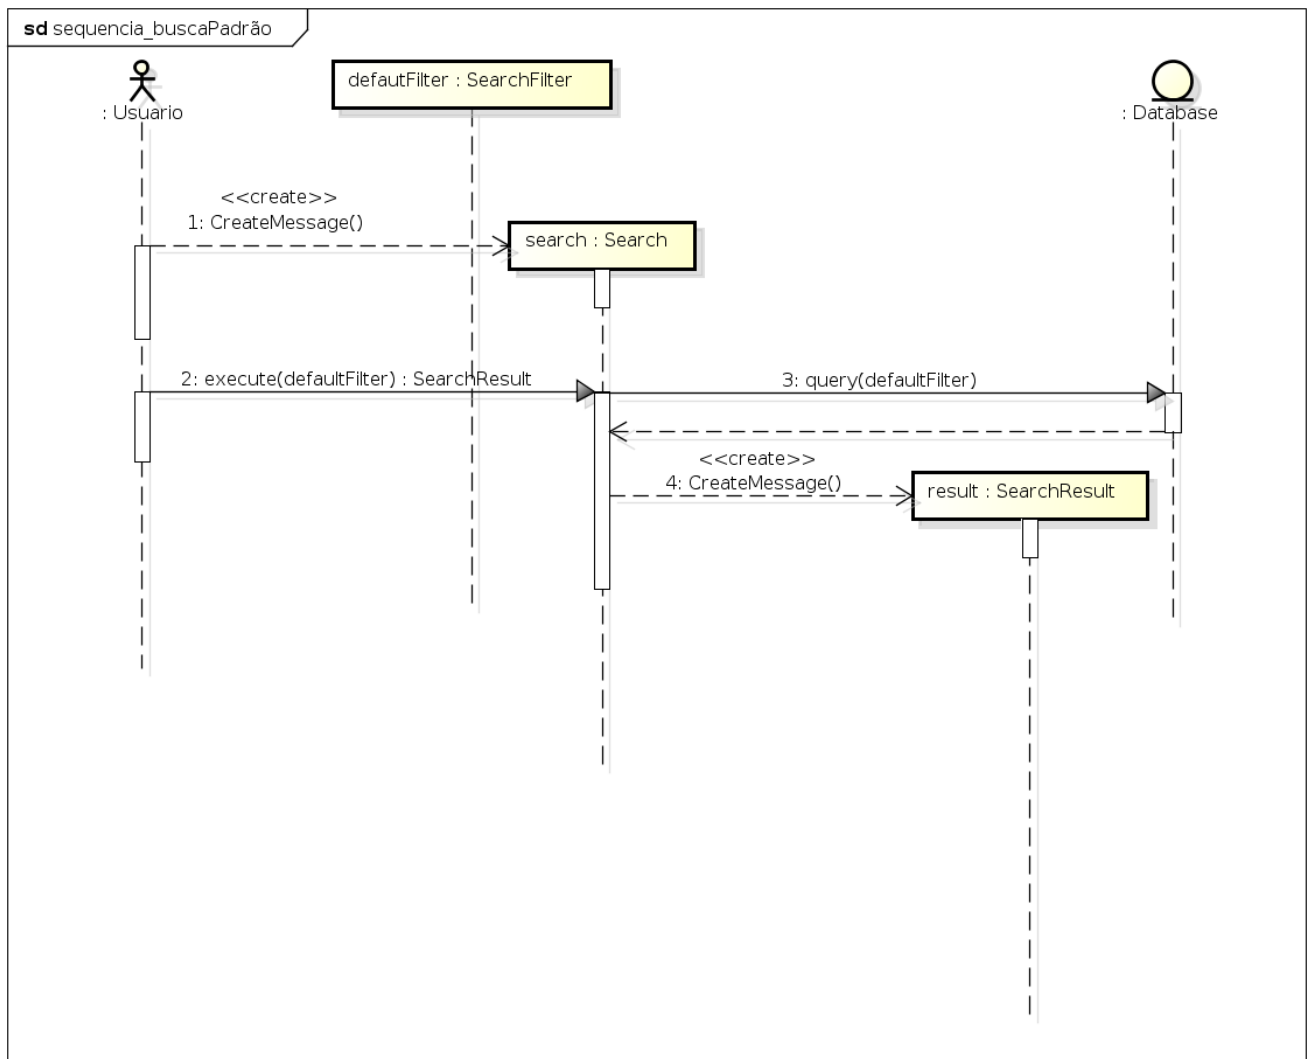 sd sequencia_buscaPadrão
defautFilter : SearchFilter
: Usuario
: Database
<<create>>
1: CreateMessage()
search : Search
2: execute(defaultFilter) : SearchResult
3: query(defaultFilter)
<<create>>
4: CreateMessage()
result : SearchResult